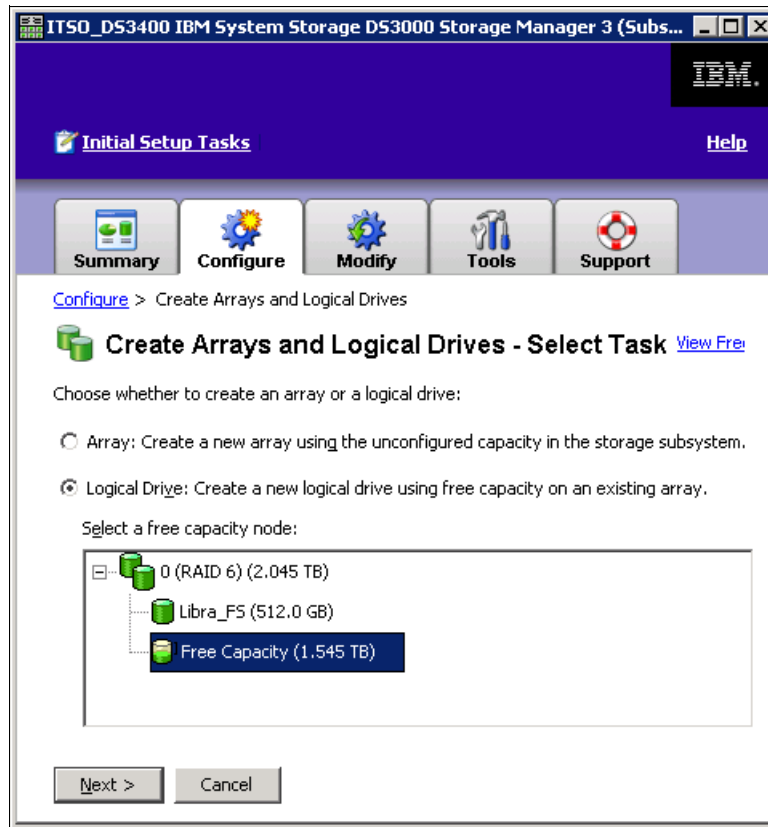 ITSO_DS3400 IBM System Storage DS3000 Storage Manager 3 (Subs...
IBM.
Initial Setup Tasks Help
Summary Configure Modify Tools Support
Configure > Create Arrays and Logical Drives
Create Arrays and Logical Drives - Select Task View Fre
Choose whether to create an array or a logical drive:
Array: Create a new array using the unconfigured capacity in the storage subsystem.
Logical Drive: Create a new logical drive using free capacity on an existing array.
Select a free capacity node:
0 (RAID 6) (2.045 TB)
Libra_FS (512.0 GB)
Free Capacity (1.545 TB)
Next > Cancel